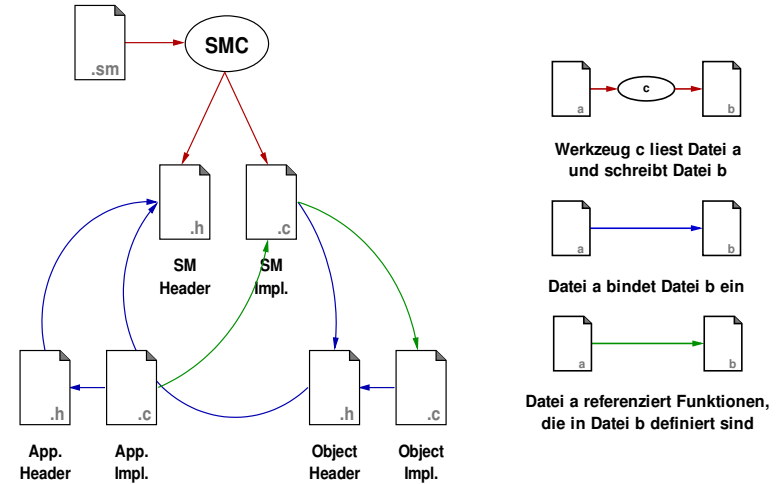 .sm
SMC
.h
SM
Header
.c
SM
Impl.
.h
App.
Header
.c
App.
Impl.
.h
Object
Header
.c
Object
Impl.
a
c
b
Werkzeug c liest Datei a
und schreibt Datei b
a
b
Datei a bindet Datei b ein
a
b
Datei a referenziert Funktionen,
die in Datei b definiert sind